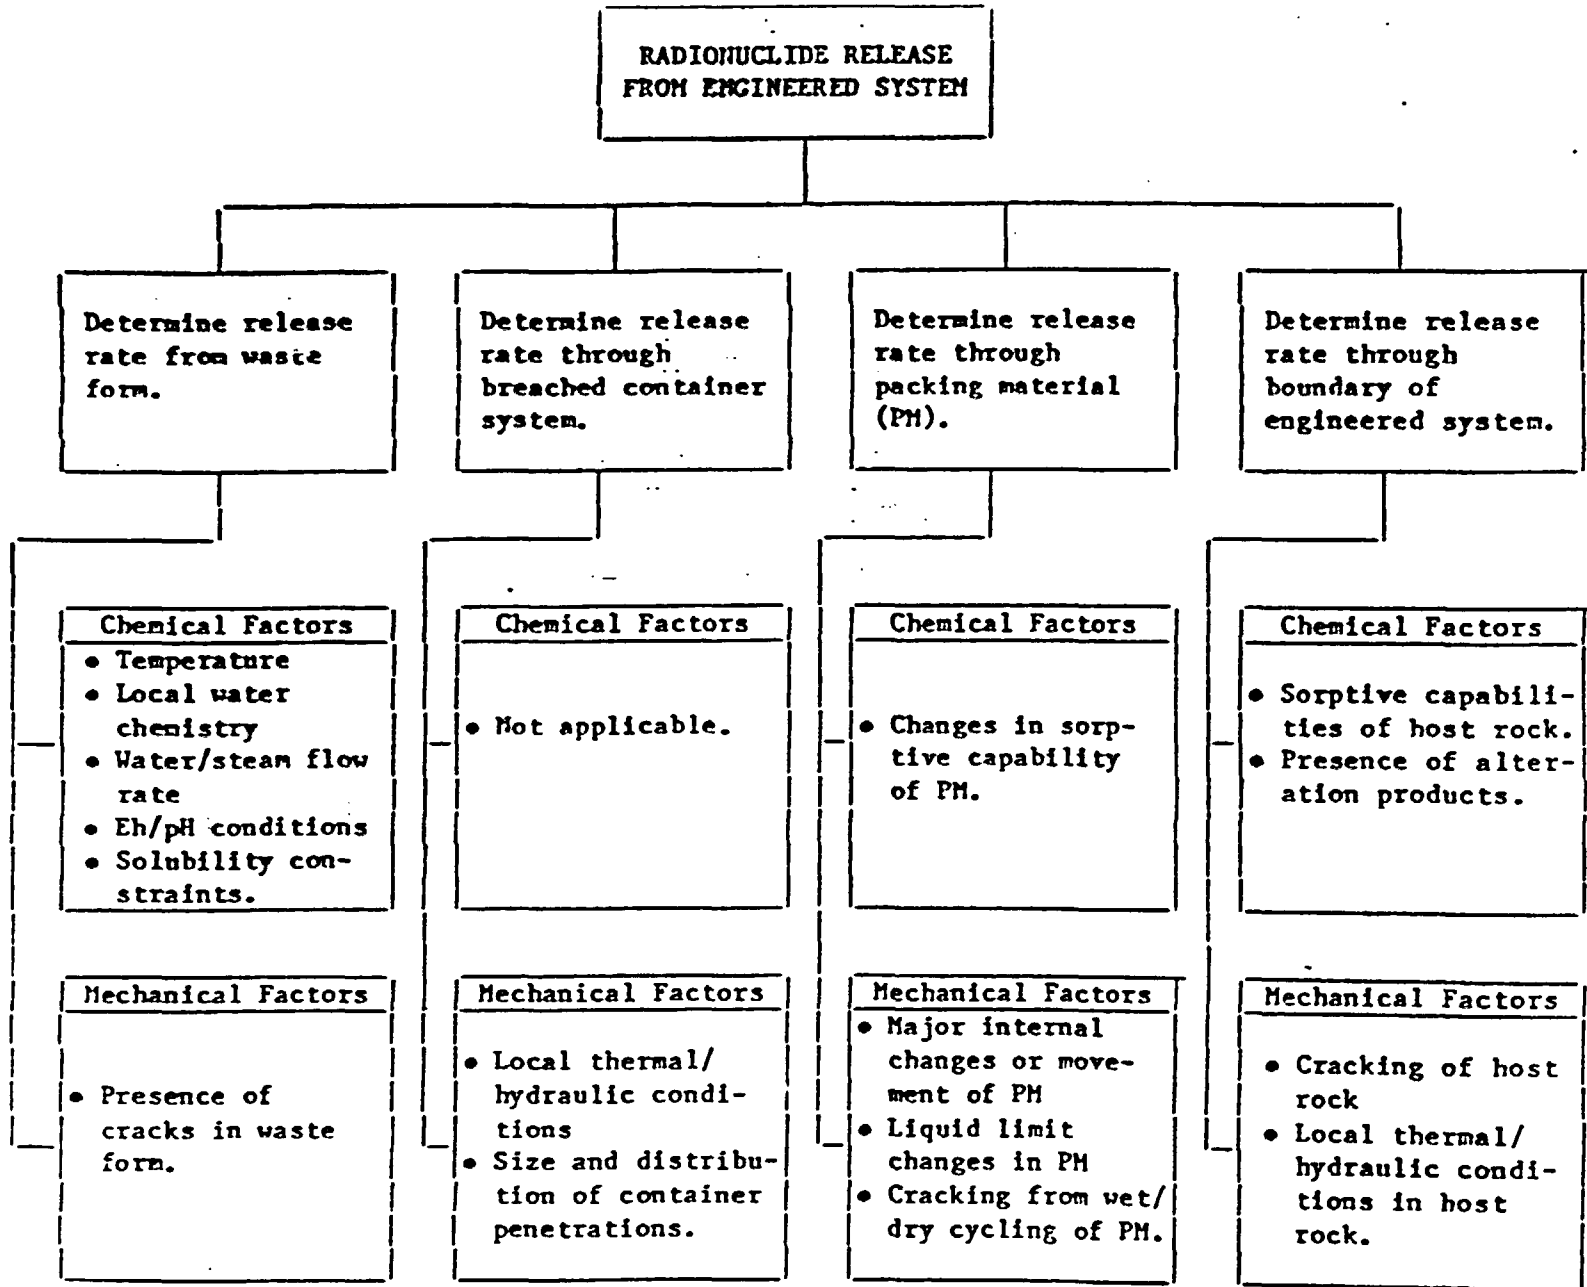 RADIONUCLIDE RELEASE
FROM ENGINEERED SYSTEM
Determine release
rate from waste
form.
Determine release
rate through
breached container
system.
Determine release
rate through
packing material
(PM).
Determine release
rate through
boundary of
engineered system.
Chemical Factors
• Temperature
• Local water
chemistry
• Water/steam flow
rate
• Eh/pH conditions
• Solubility con-
straints.
Chemical Factors
• Not applicable.
Chemical Factors
• Changes in sorp-
tive capability
of PM.
Chemical Factors
• Sorptive capabili-
ties of host rock.
• Presence of alter-
ation products.
Mechanical Factors
• Presence of
cracks in waste
form.
Mechanical Factors
• Local thermal/
hydraulic condi-
tions
• Size and distribu-
tion of container
penetrations.
Mechanical Factors
• Major internal
changes or move-
ment of PM
• Liquid limit
changes in PM
• Cracking from wet/
dry cycling of PM.
Mechanical Factors
• Cracking of host
rock
• Local thermal/
hydraulic condi-
tions in host
rock.